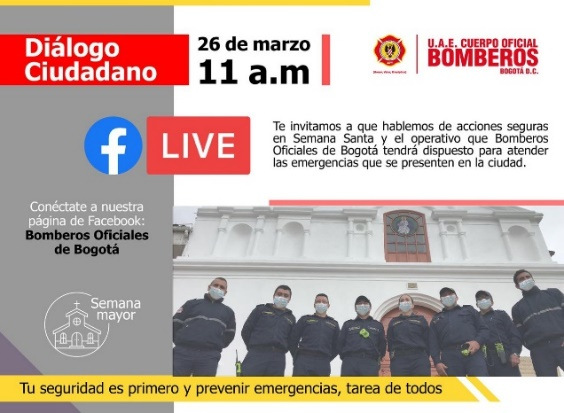 Diálogo
Ciudadano
26 de marzo
11 a.m
U.A.E. CUERPO OFICIAL
BOMBEROS
BOGOTÁ D.C.
LIVE
Te invitamos a que hablemos de acciones seguras
en Semana Santa y el operativo que Bomberos
Oficiales de Bogotá tendrá dispuesto para atender
las emergencias que se presenten en la ciudad.
Conéctate a nuestra
página de Facebook:
Bomberos Oficiales
de Bogotá
Semana
mayor
Tu seguridad es primero y prevenir emergencias, tarea de todos